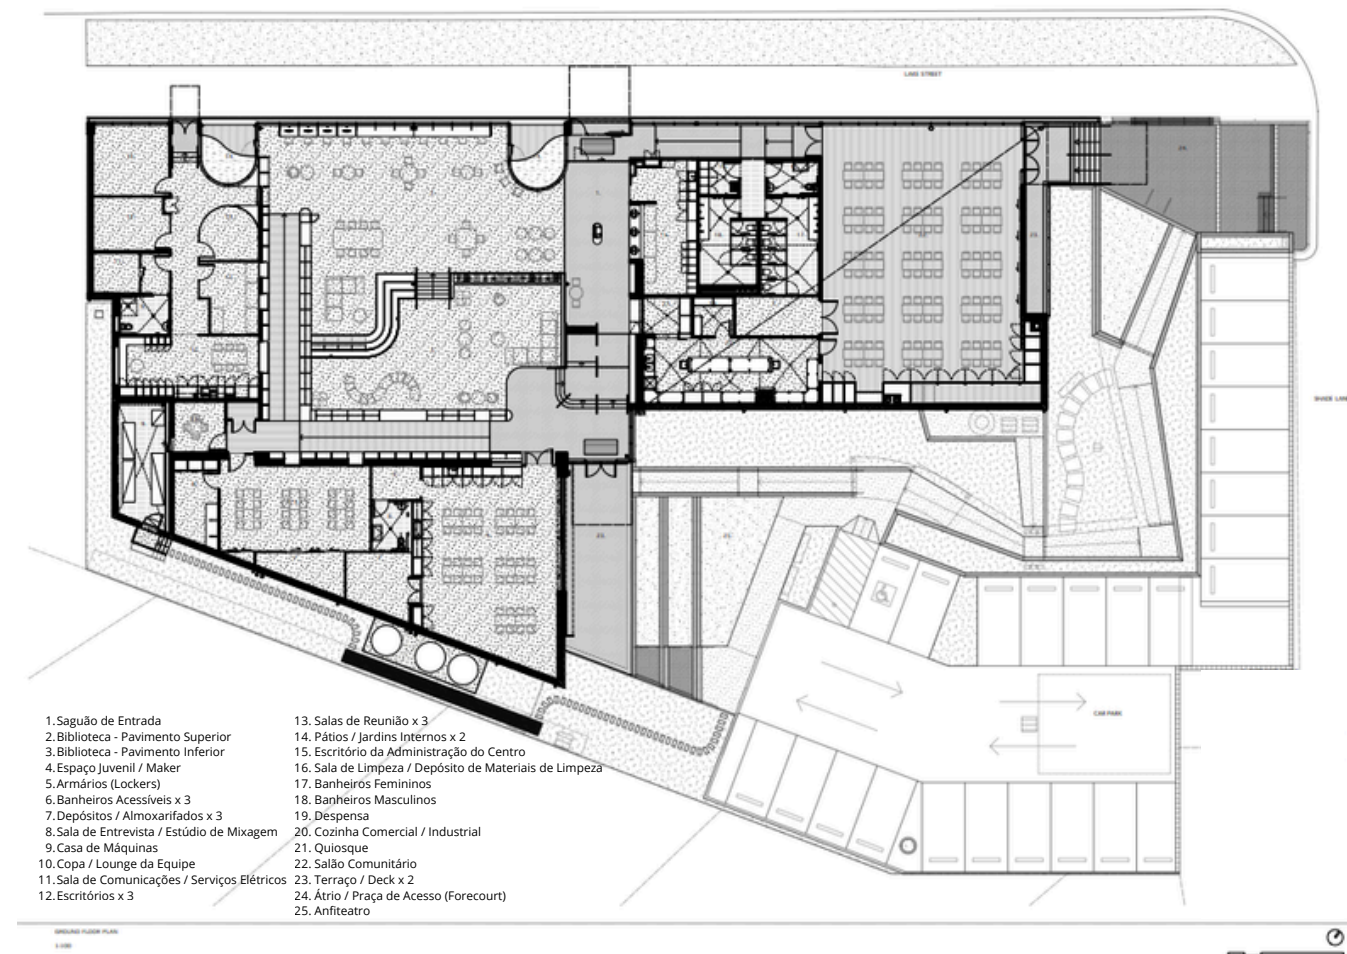 LAKE STREET
CAR PARK
1. Saguão de Entrada
2. Biblioteca - Pavimento Superior
3. Biblioteca - Pavimento Inferior
4. Espaço Juvenil / Maker
5. Armários (Lockers)
6. Banheiros Acessíveis x 3
7. Depósitos / Almoxarifados x 3
8. Sala de Entrevista / Estúdio de Mixagem
9. Casa de Máquinas
10. Copa / Lounge da Equipe
11. Sala de Comunicações / Serviços Elétricos
12. Escritórios x 3
13. Salas de Reunião x 3
14. Pátios / Jardins Internos x 2
15. Escritório da Administração do Centro
16. Sala de Limpeza / Depósito de Materiais de Limpeza
17. Banheiros Femininos
18. Banheiros Masculinos
19. Despensa
20. Cozinha Comercial / Industrial
21. Quiosque
22. Salão Comunitário
23. Terraço / Deck x 2
24. Átrio / Praça de Acesso (Forecourt)
25. Anfiteatro
GROUND FLOOR PLAN